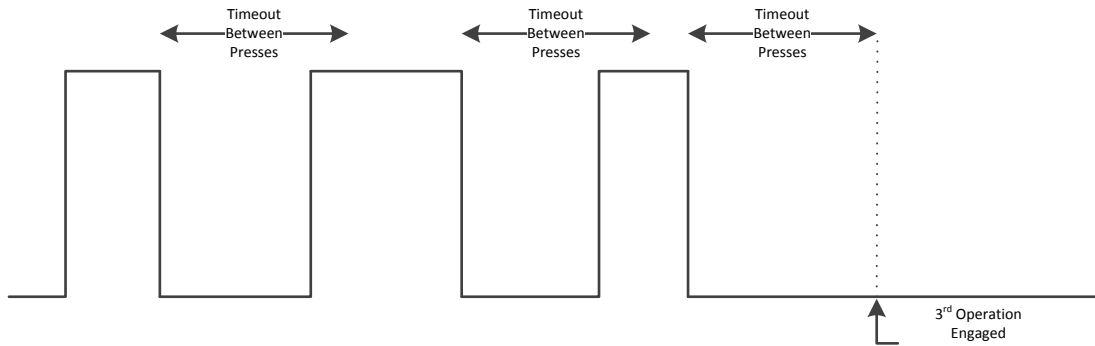 Timeout
Between
Presses
Timeout
Between
Presses
Timeout
Between
Presses
3rd Operation
Engaged